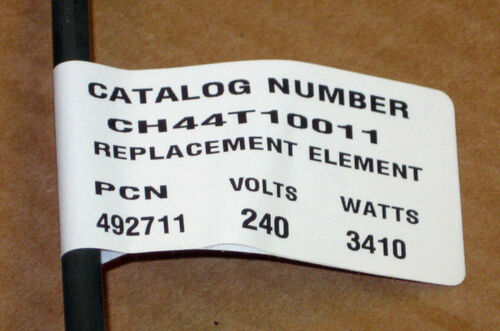 CATALOG NUMBER
CH44T10011
REPLACEMENT ELEMENT
PCN VOLTS WATTS
492711 240 3410